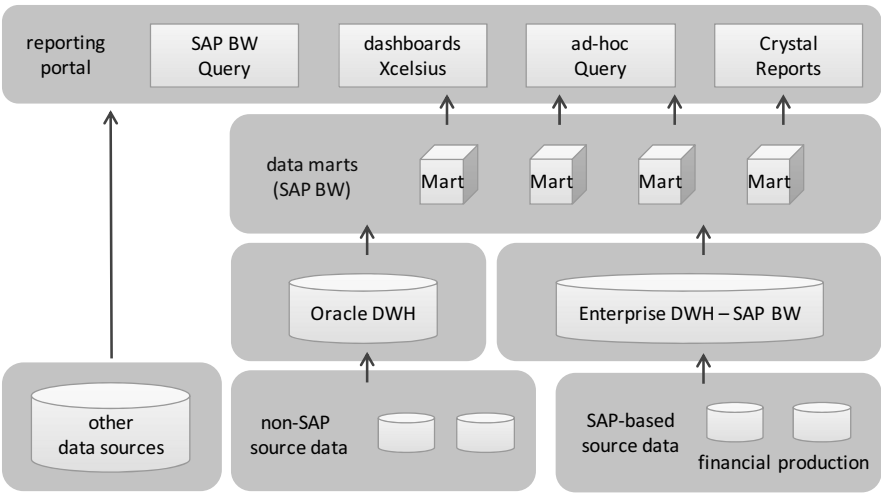 reporting
portal
SAP BW
Query
dashboards
Xcelsius
ad-hoc
Query
Crystal
Reports
data marts
(SAP BW)
Mart
Mart
Mart
Mart
Oracle DWH
Enterprise DWH – SAP BW
other
data sources
non-SAP
source data
SAP-based
source data
financial production